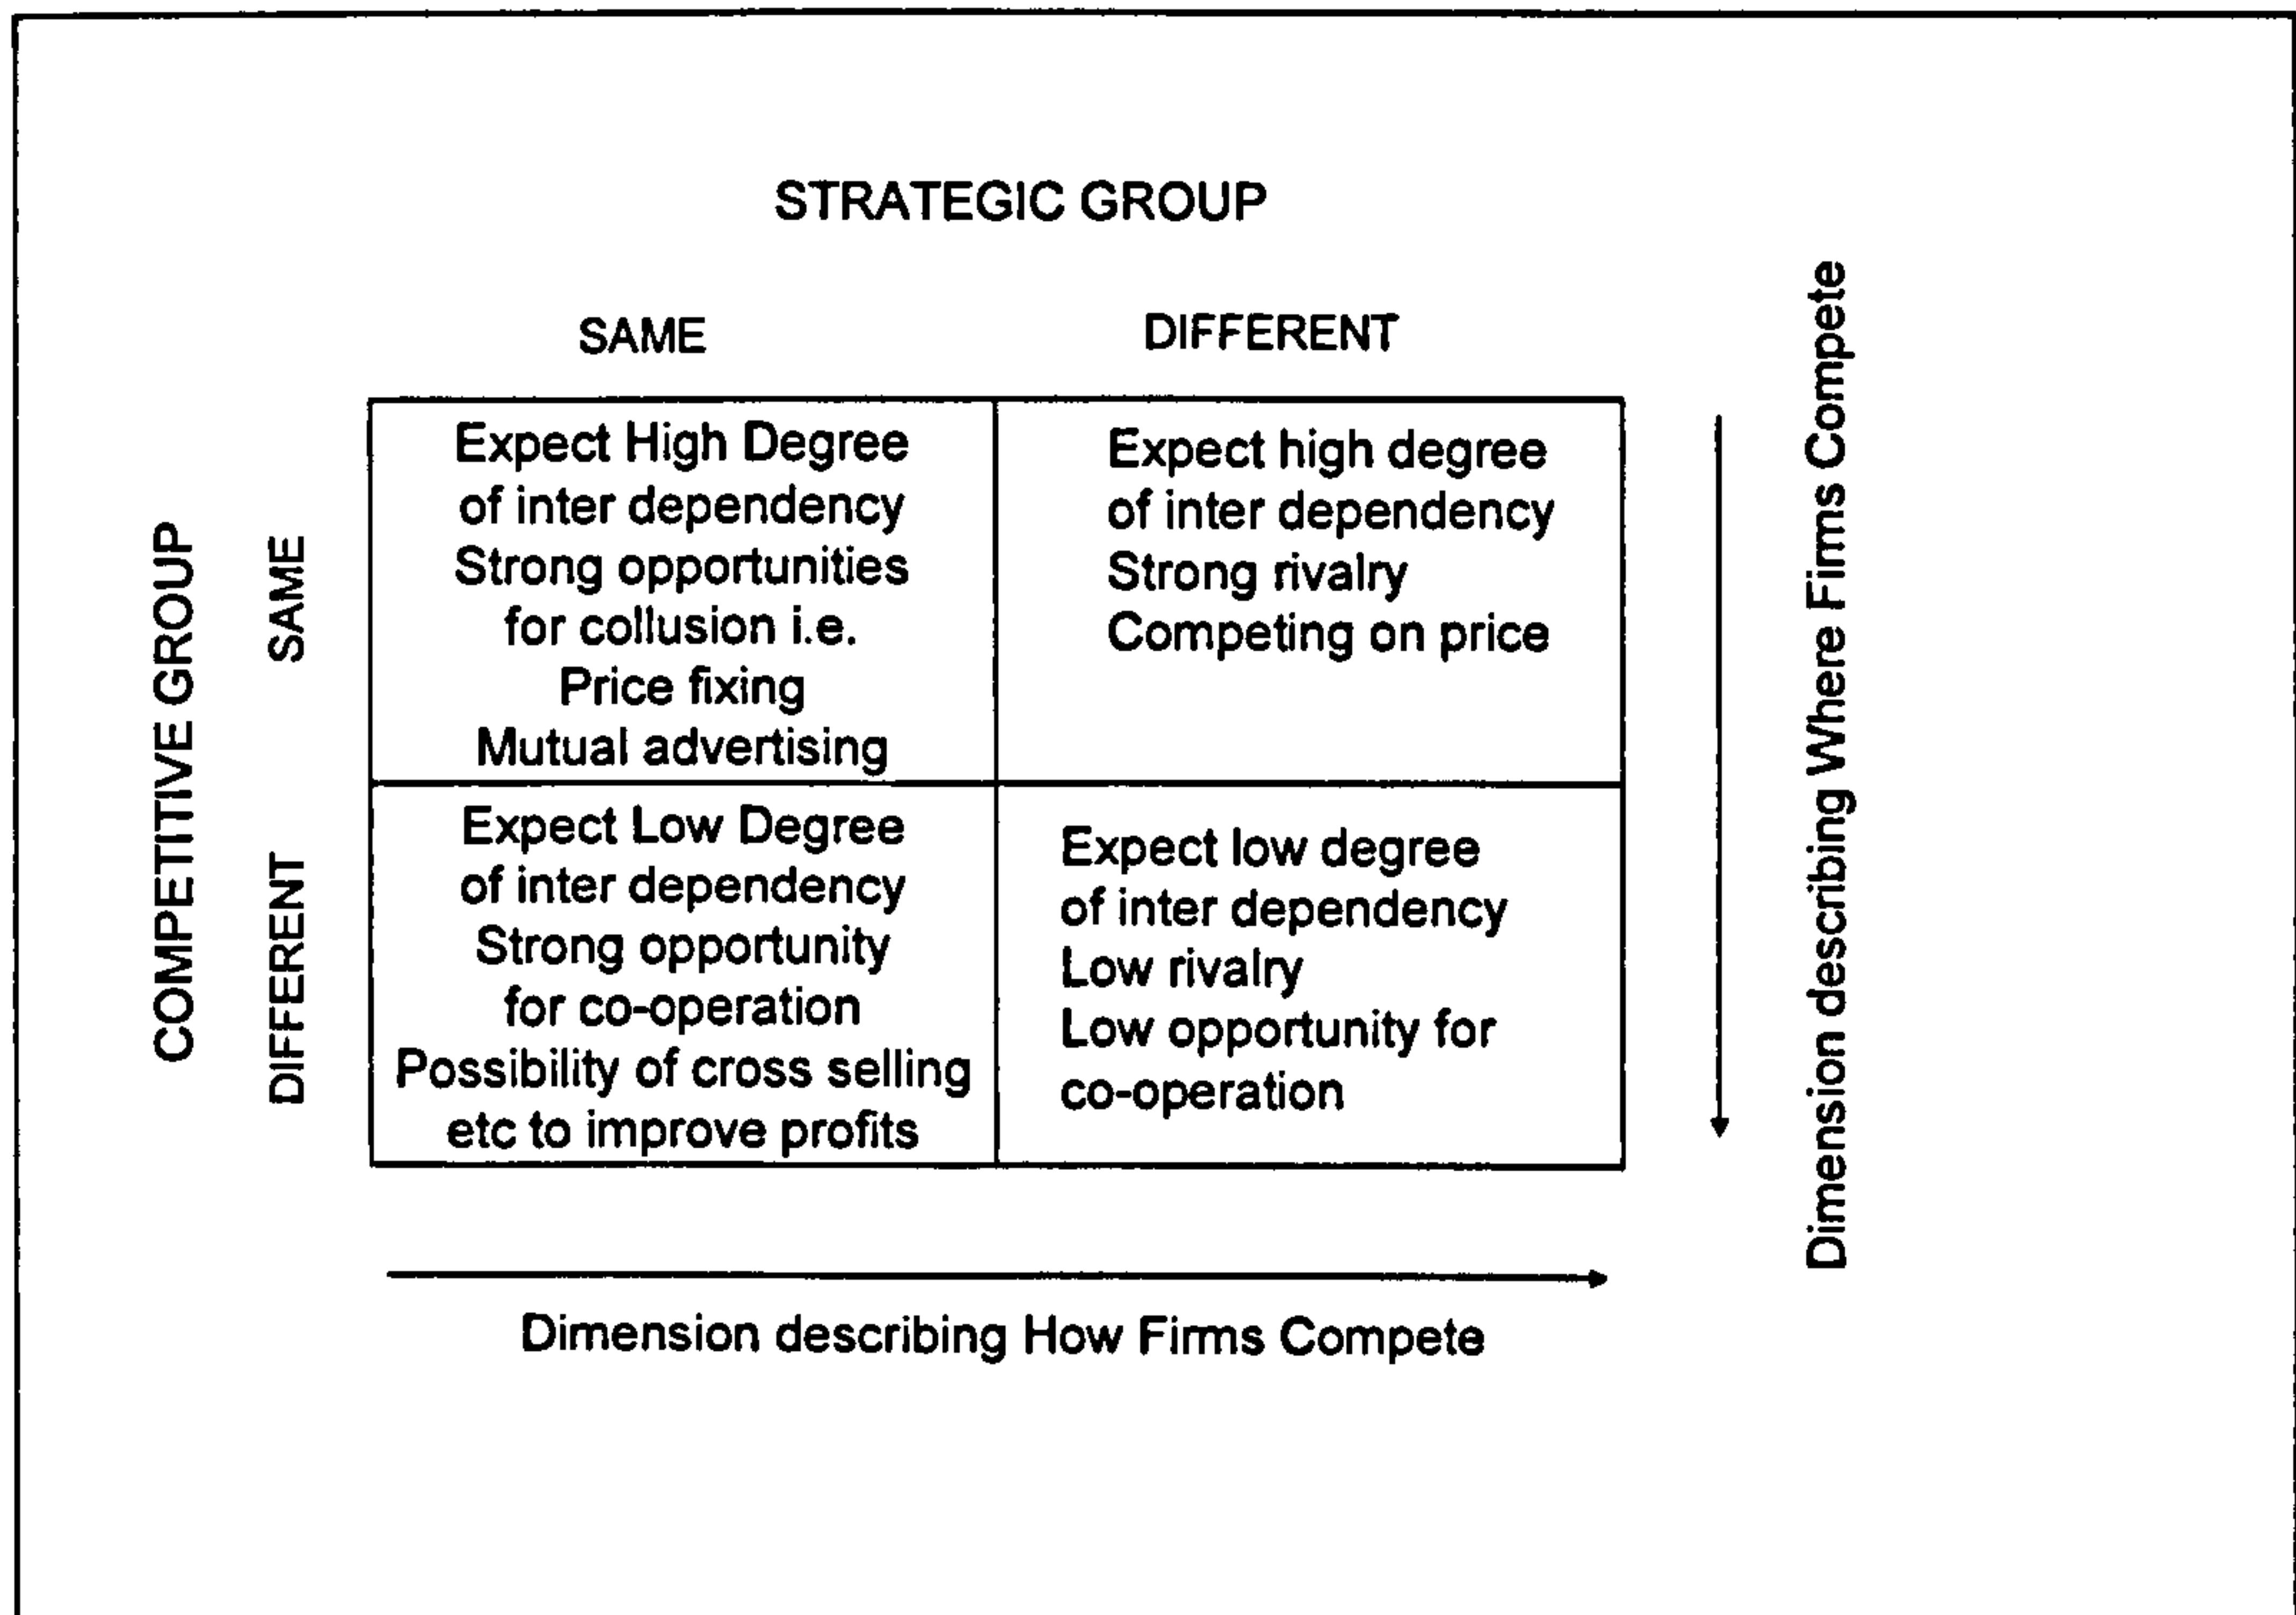 STRATEGIC GROUP
SAME
DIFFERENT
COMPETITIVE GROUP
SAME
Expect High Degree
of inter dependency
Strong opportunities
for collusion i.e.
Price fixing
Mutual advertising
Expect high degree
of inter dependency
Strong rivalry
Competing on price
DIFFERENT
Expect Low Degree
of inter dependency
Strong opportunity
for co-operation
Possibility of cross selling
etc to improve profits
Expect low degree
of inter dependency
Low rivalry
Low opportunity for
co-operation
Dimension describing Where Firms Compete
Dimension describing How Firms Compete